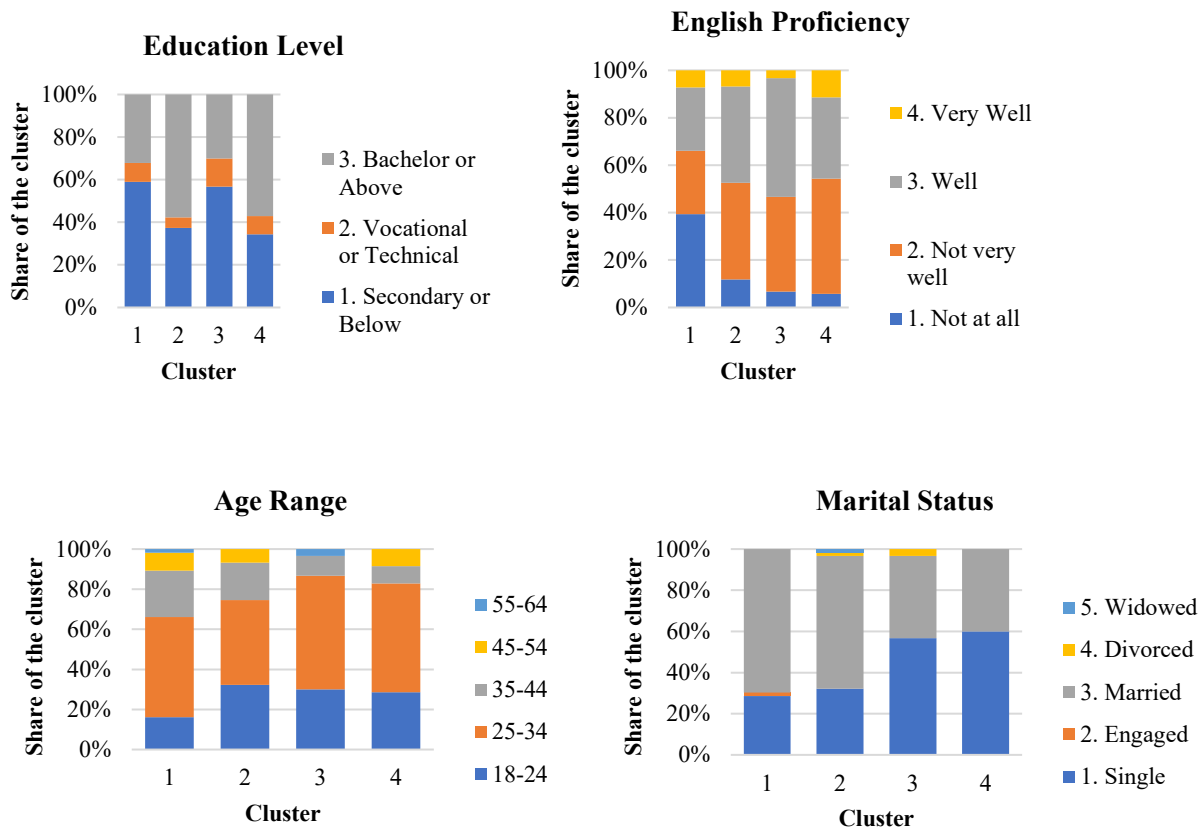 Education Level
Share of the cluster
100%
80%
60%
40%
20%
0%
1 2 3 4
Cluster
3. Bachelor or
Above
2. Vocational
or Technical
1. Secondary or
Below
English Proficiency
Share of the cluster
100%
80%
60%
40%
20%
0%
1 2 3 4
Cluster
4. Very Well
3. Well
2. Not very
well
1. Not at all
Age Range
Share of the cluster
100%
80%
60%
40%
20%
0%
1 2 3 4
Cluster
55-64
45-54
35-44
25-34
18-24
Marital Status
Share of the cluster
100%
80%
60%
40%
20%
0%
1 2 3 4
Cluster
5. Widowed
4. Divorced
3. Married
2. Engaged
1. Single